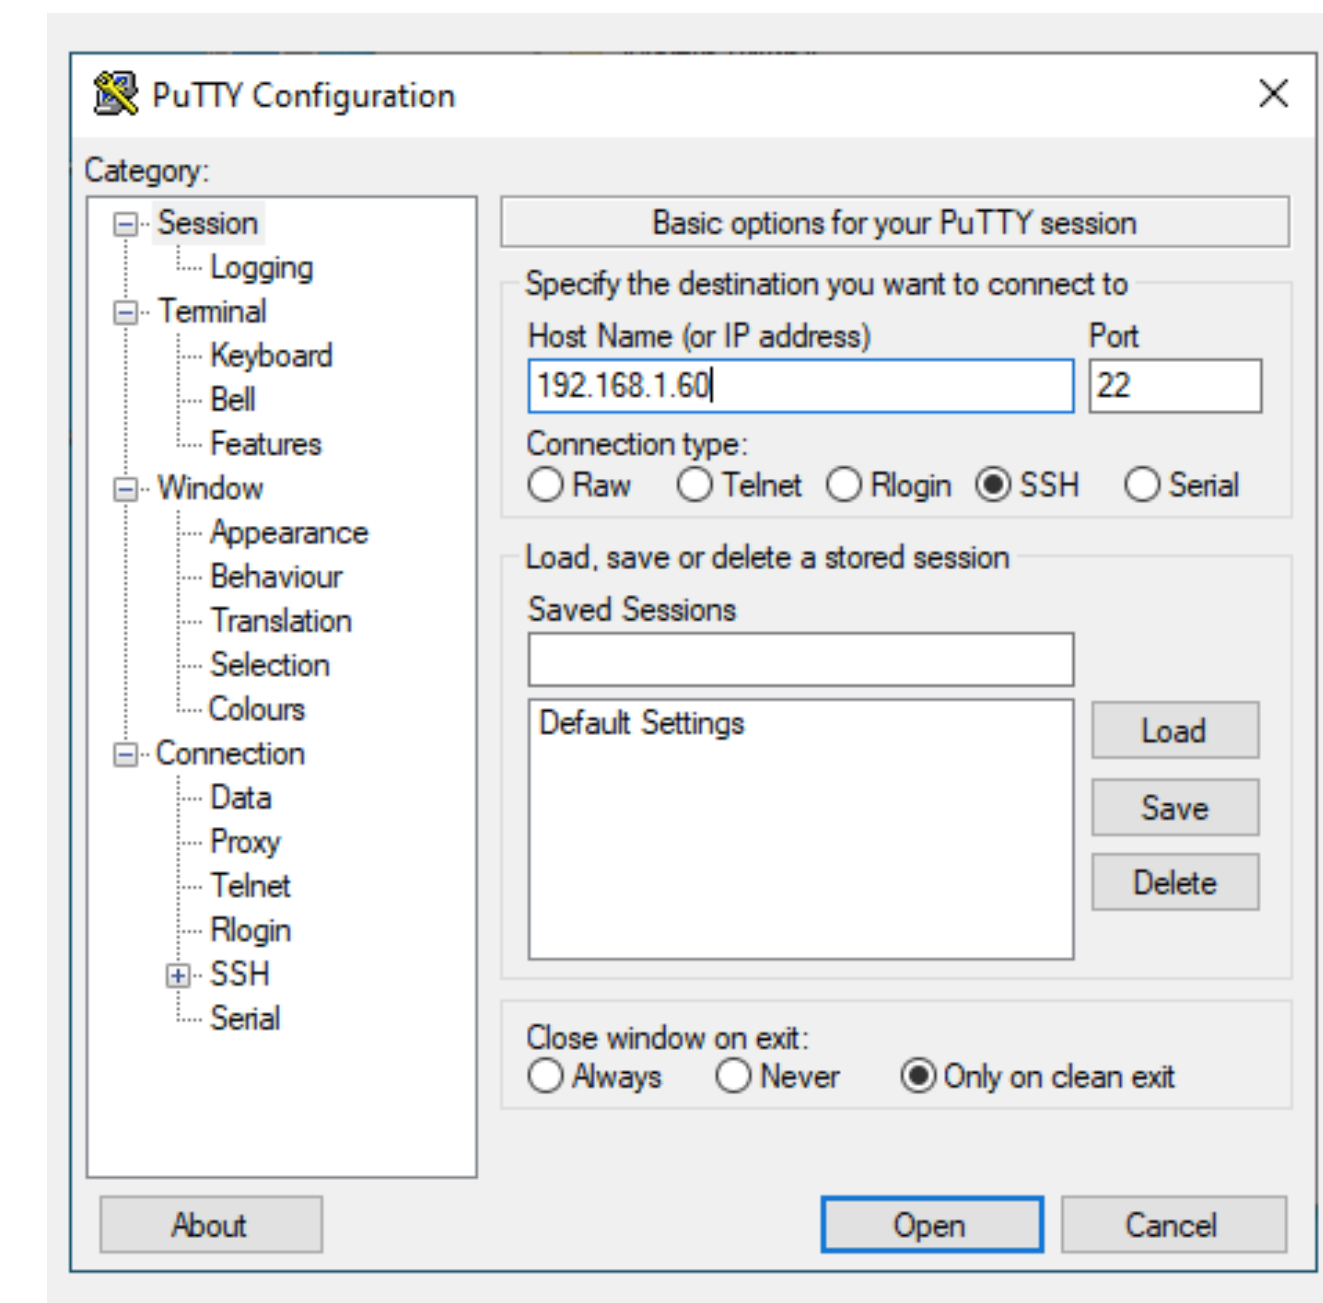 PuTTY Configuration
Category:
Session
Logging
Terminal
Keyboard
Bell
Features
Window
Appearance
Behaviour
Translation
Selection
Colours
Connection
Data
Proxy
Telnet
Rlogin
SSH
Serial
Basic options for your PuTTY session
Specify the destination you want to connect to
Host Name (or IP address) Port
192.168.1.60 22
Connection type:
Raw Telnet Rlogin SSH Serial
Load, save or delete a stored session
Saved Sessions
Default Settings
Load
Save
Delete
Close window on exit:
Always Never Only on clean exit
About Open Cancel